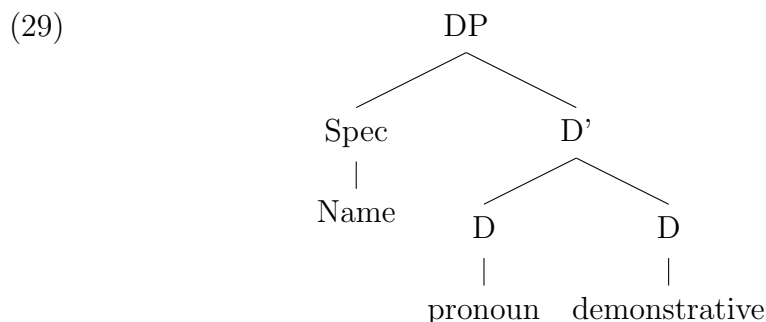 (29) DP
Spec D’
Name
D D
pronoun demonstrative